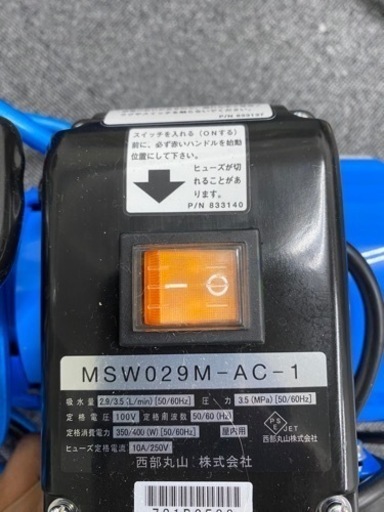 P/N 833137
スイッチを入れる（ONする）
前に、必ず赤いハンドルを始動
位置にして下さい。
ヒューズが切
れることがあ
ります。
P/N 833140
MSW029M-AC-1
吸水量 2.9/3.5 (L/min) [50/60Hz] 圧力 3.5 (MPa) [50/60Hz]
定格電圧 100V 定格周波数 50/60 (Hz)
定格消費電力 350/400 (W) [50/60Hz] 屋内用
PSE JET
ヒューズ定格電流 10A/250V 西部丸山株式会社
西部丸山 株式会社